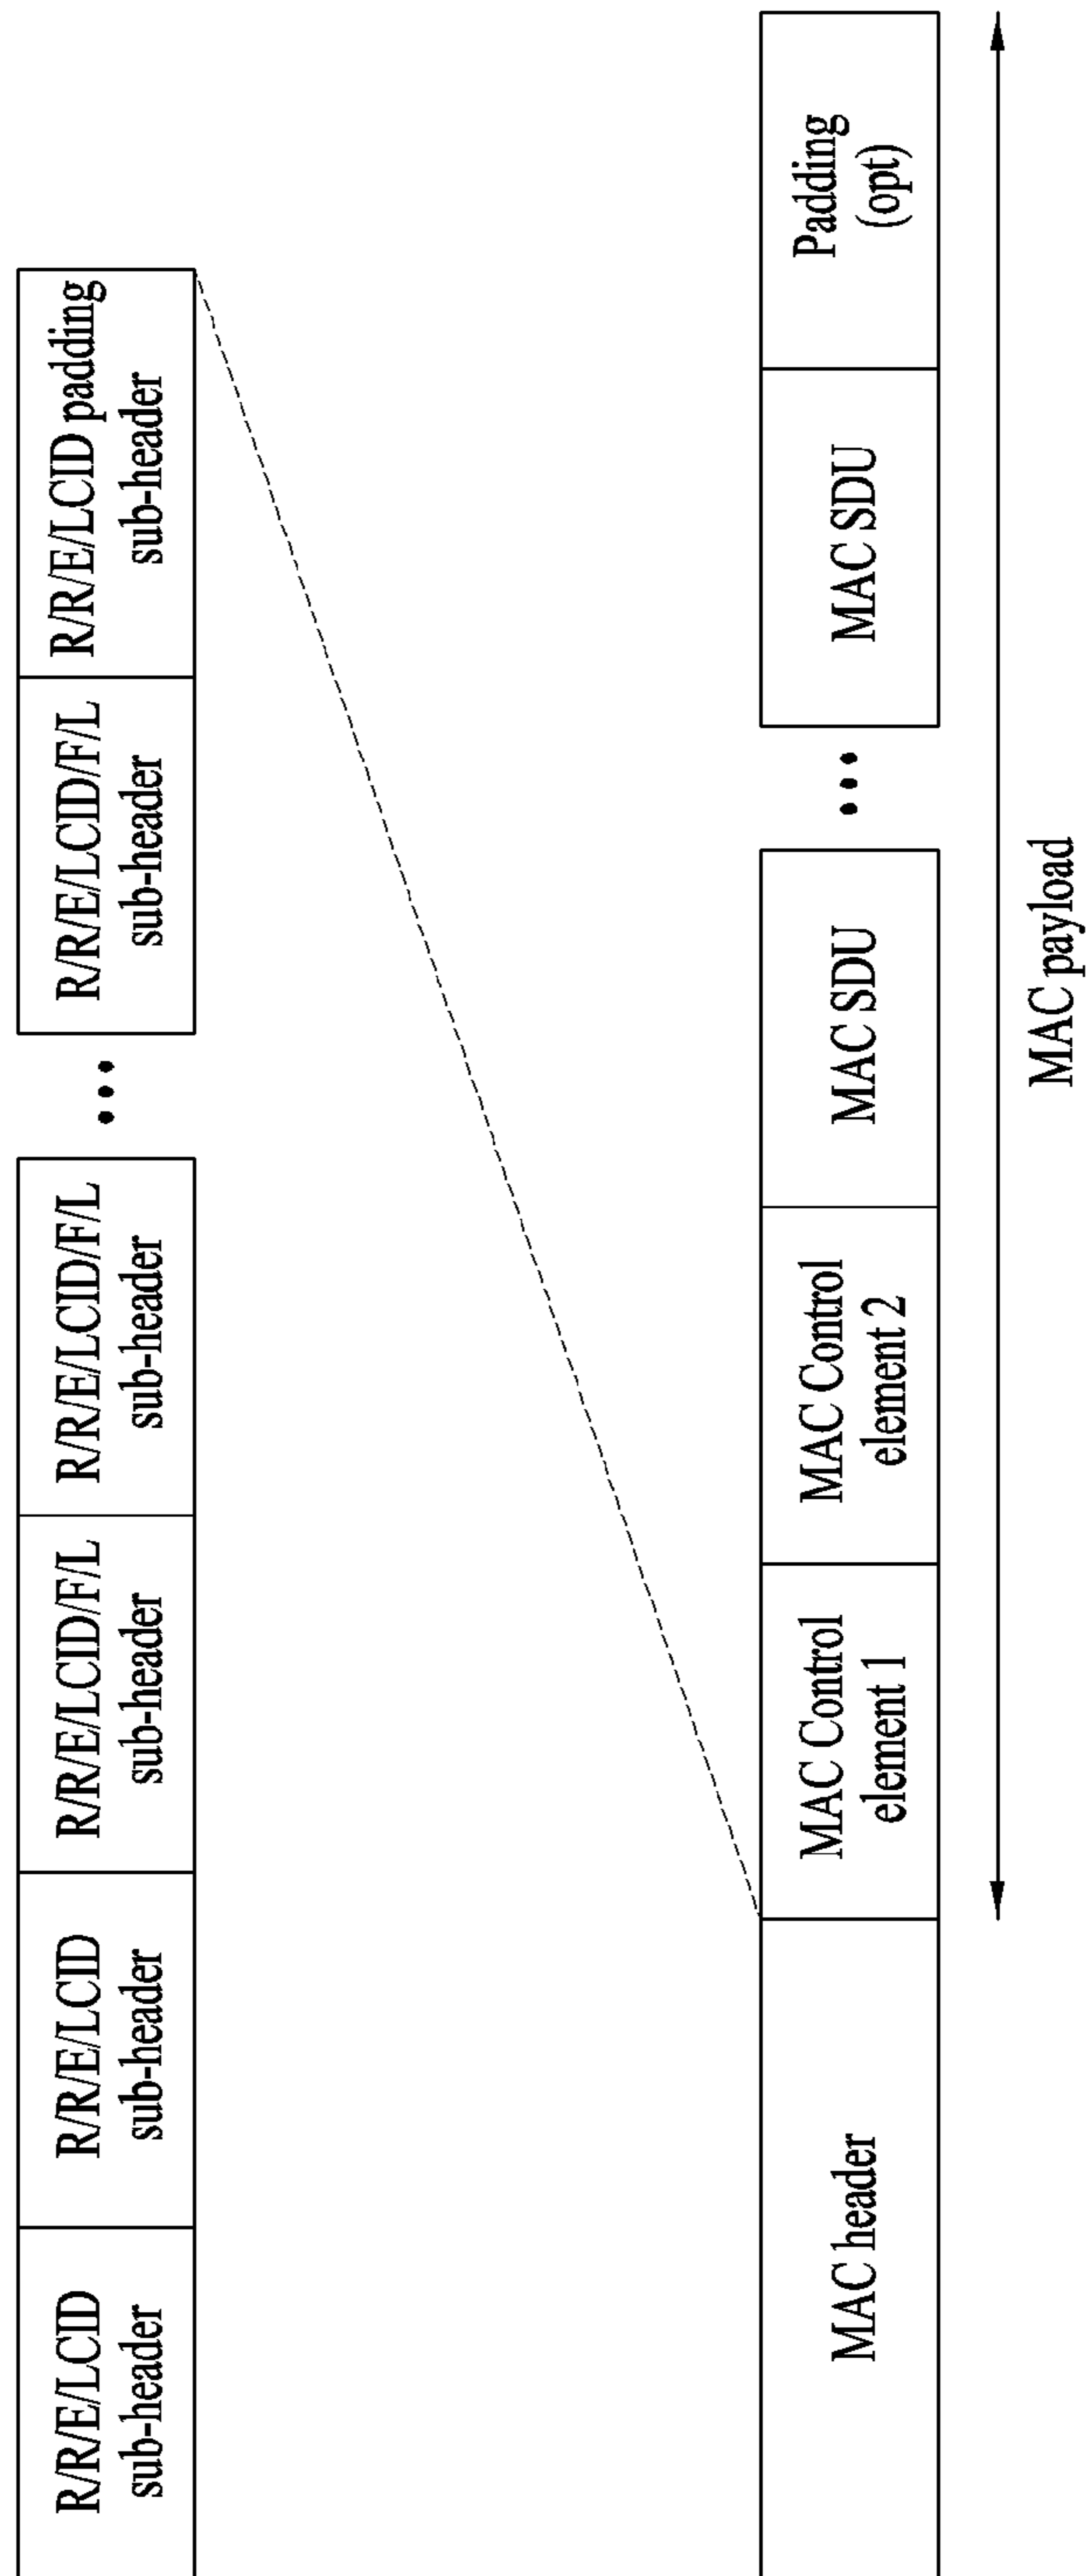 R/R/E/LCID
sub-header
R/R/E/LCID
sub-header
R/R/E/LCID/F/L
sub-header
R/R/E/LCID/F/L
sub-header
...
R/R/E/LCID/F/L
sub-header
R/R/E/LCID padding
sub-header
MAC header
MAC Control
element 1
MAC Control
element 2
MAC SDU
...
MAC SDU
Padding
(opt)
MAC payload